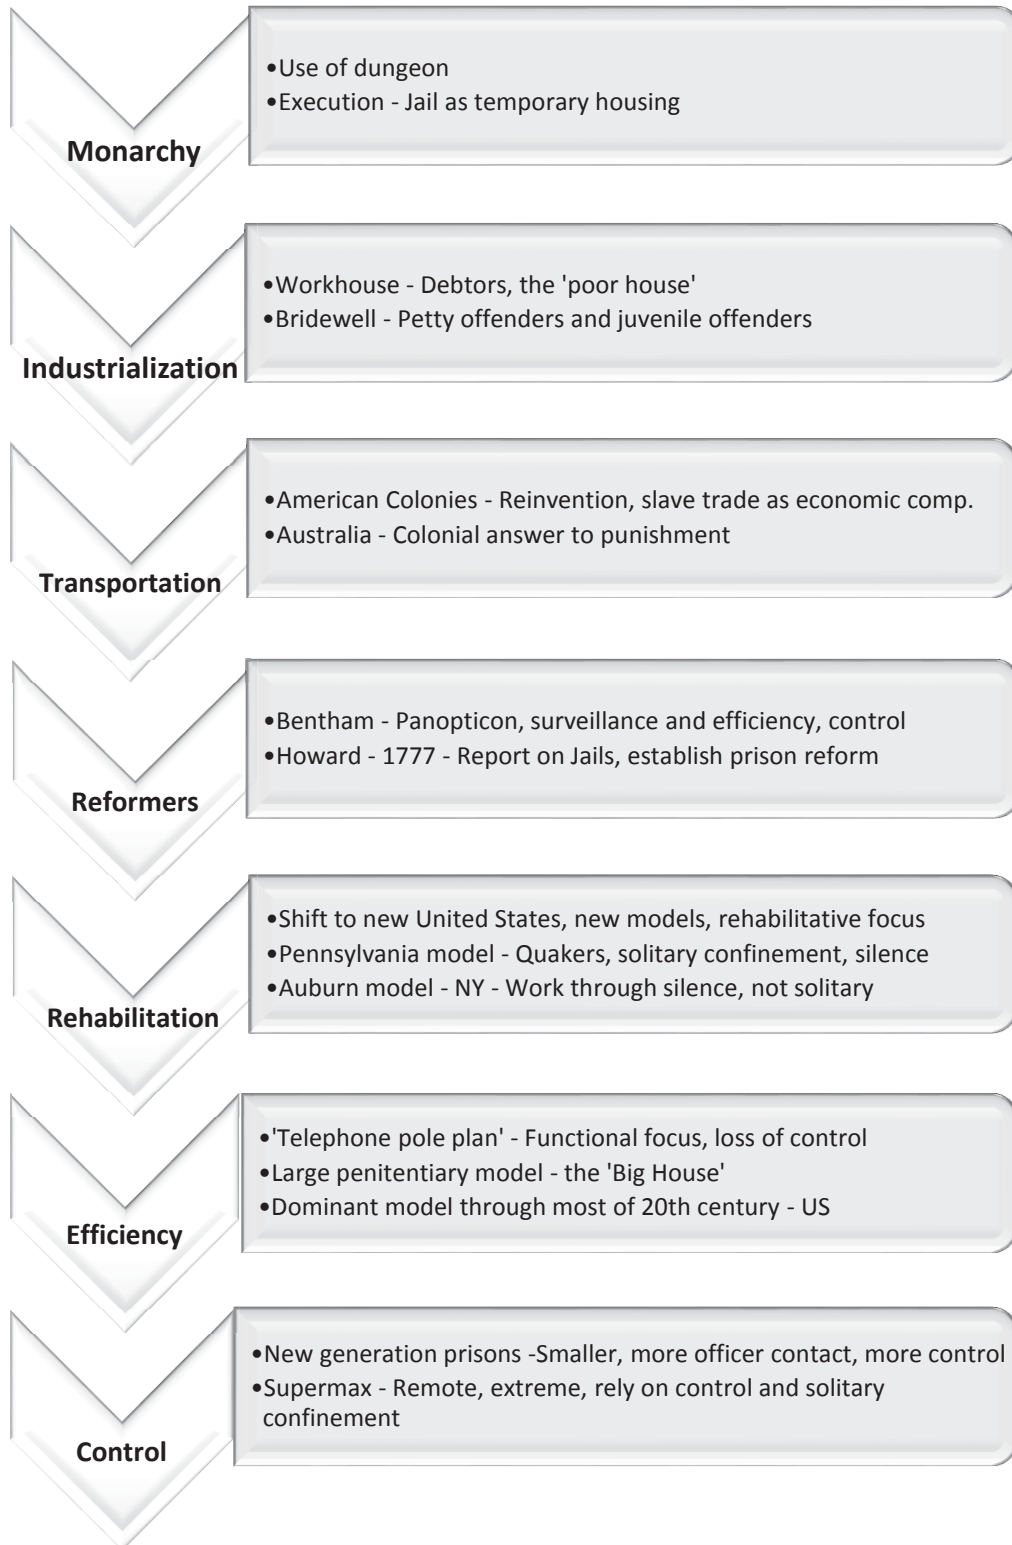 •Use of dungeon
•Execution - Jail as temporary housing
Monarchy
•Workhouse - Debtors, the 'poor house'
•Bridewell - Petty offenders and juvenile offenders
Industrialization
•American Colonies - Reinvention, slave trade as economic comp.
•Australia - Colonial answer to punishment
Transportation
•Bentham - Panopticon, surveillance and efficiency, control
•Howard - 1777 - Report on Jails, establish prison reform
Reformers
•Shift to new United States, new models, rehabilitative focus
•Pennsylvania model - Quakers, solitary confinement, silence
•Auburn model - NY - Work through silence, not solitary
Rehabilitation
•'Telephone pole plan' - Functional focus, loss of control
•Large penitentiary model - the 'Big House'
•Dominant model through most of 20th century - US
Efficiency
•New generation prisons -Smaller, more officer contact, more control
•Supermax - Remote, extreme, rely on control and solitary
confinement
Control